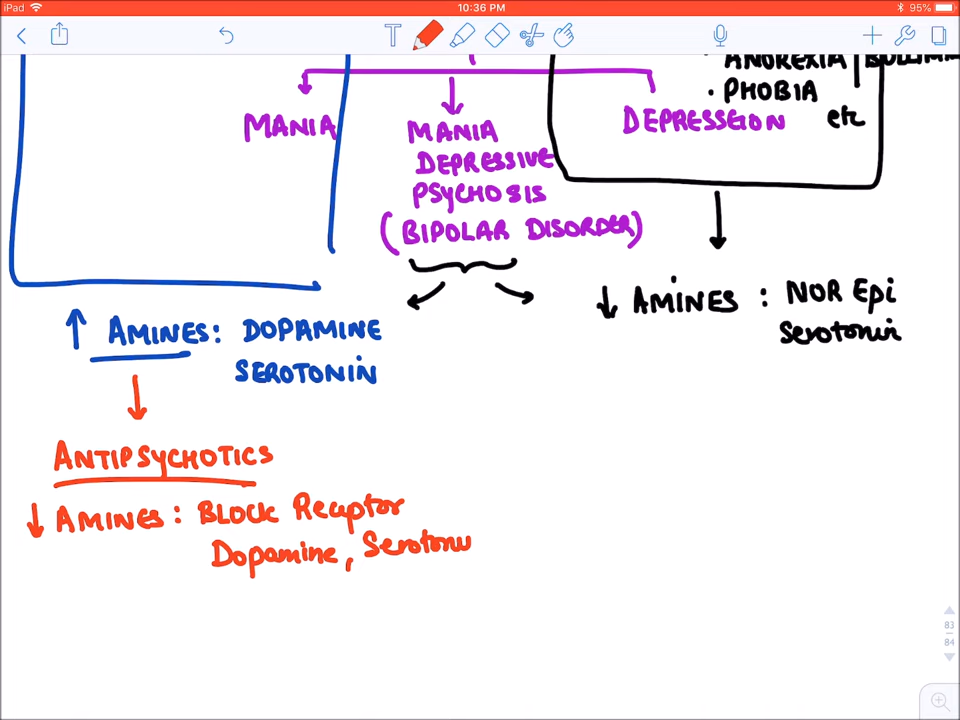 iPad 10:36 PM 95%
T
ANOREXIA
PHOBIA
etc
MANIA
MANIA
DEPRESSIVE
PSYCHOSIS
(BIPOLAR DISORDER)
DEPRESSION
↓ AMINES : NOR Epi
Serotonin
↑ AMINES: DOPAMINE
SEROTONIN
ANTIPSYCHOTICS
↓ AMINES: BLOCK Receptor
Dopamine, Serotonin
83
84